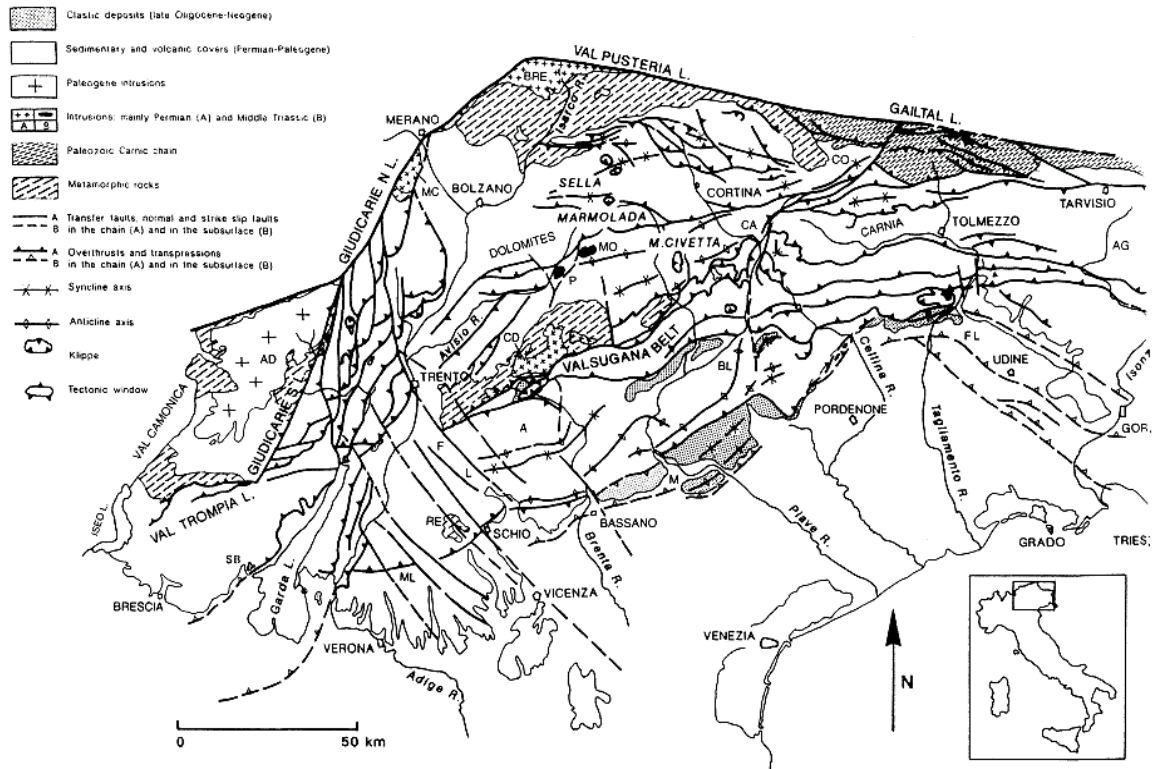 Clastic deposits (late Oligocene-Neogene)
Sedimentary and volcanic covers (Permian-Paleogene)
Paleogene intrusions
Intrusions: mainly Permian (A) and Middle Triassic (B)
Paleozoic Carnic chain
Metamorphic rocks
A Transfer faults, normal and strike slip faults
B in the chain (A) and in the subsurface (B)
A Overthrusts and transpressions
B in the chain (A) and in the subsurface (B)
Syncline axis
Anticline axis
Klippe
Tectonic window
VAL PUSTERIA L.
BRE
Isarco R.
GAILTAL L.
MERANO
GIUDICARIE N L.
MC
BOLZANO
SELLA
CORTINA
CO
TARVISIO
MARMOLADA
CA
CARNIA
TOLMEZZO
DOLOMITES
MO
M.CIVETTA
AG
P
AD
Avisio R.
CD
VALSUGANA BELT
TRENTO
BL
Cellina R.
FL
UDINE
VAL CAMONICA
GIUDICARIE S L.
A
F
L
PORDENONE
Tagliamento R.
GOR
ISEO L.
VAL TROMPIA L.
M
RE
SCHIO
BASSANO
Brenta R.
Piave R.
GRADO
TRIES
SB
Garda L.
ML
BRESCIA
VICENZA
VERONA
VENEZIA
Adige R.
N
0 50 km